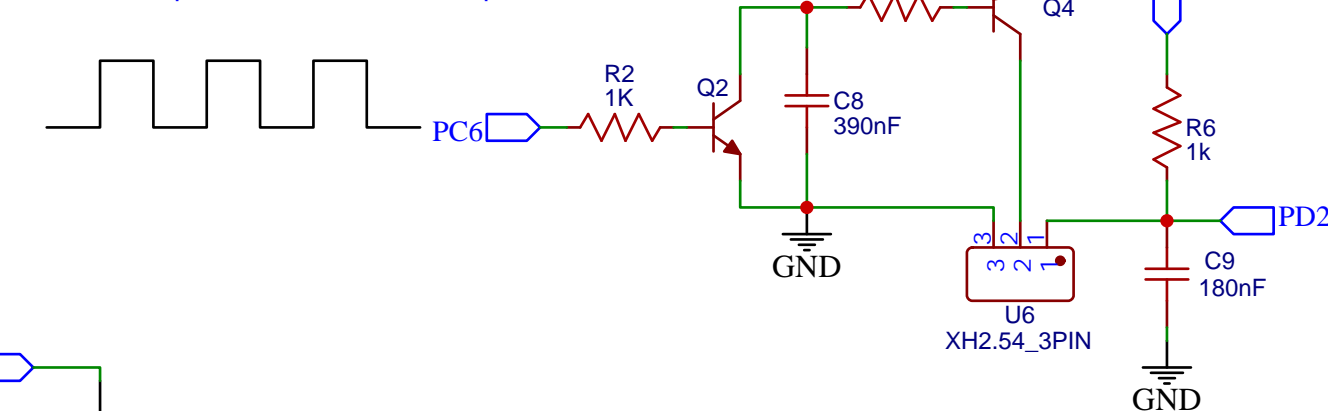 Q4
R2
1K
Q2
PC6
C8
390nF
R6
1k
PD2
3
2
1
3
2
1
GND
C9
180nF
U6
XH2.54_3PIN
GND